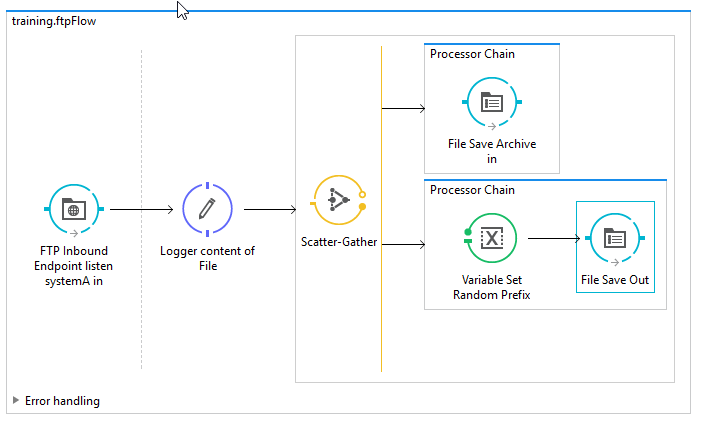 training.ftpFlow
Processor Chain
File Save Archive
in
Processor Chain
FTP Inbound
Endpoint listen
systemA in
Logger content of
File
Scatter-Gather
Variable Set
Random Prefix
File Save Out
Error handling